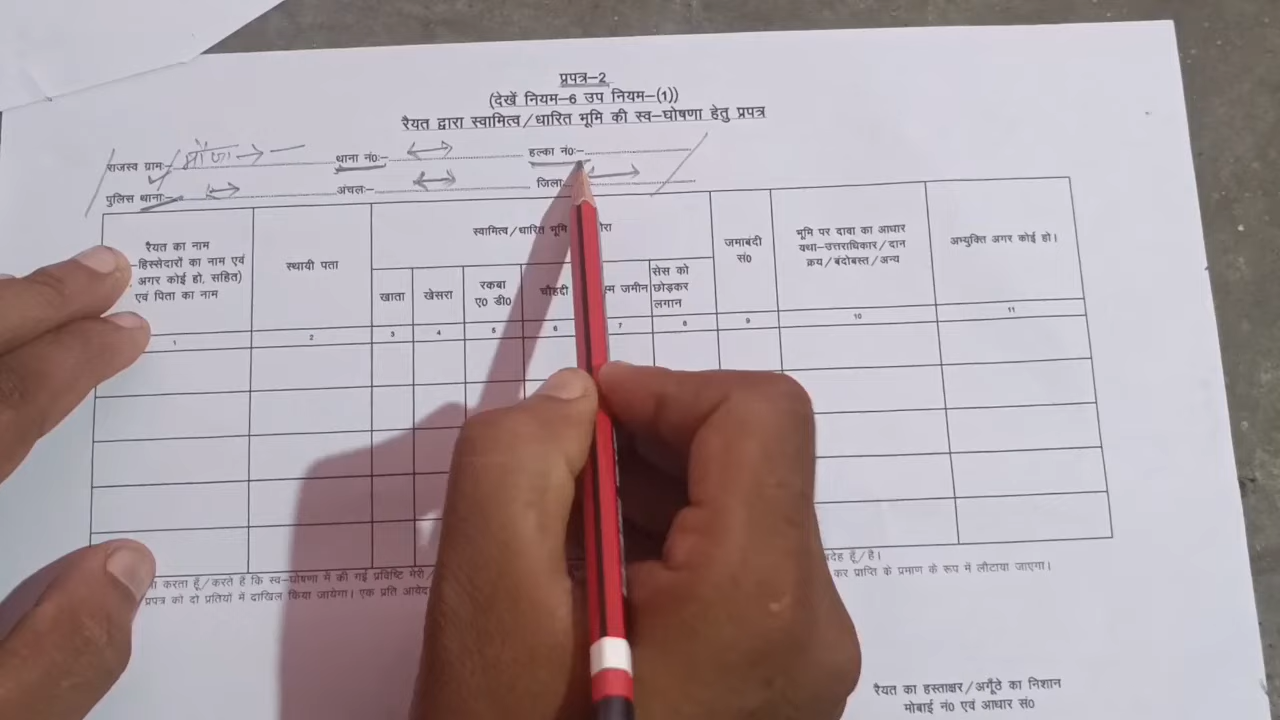 प्रपत्र–2
(देखें नियम–6 उप नियम–(1))
रैयत द्वारा स्वामित्व/धारित भूमि की स्व–घोषणा हेतु प्रपत्र
राजस्व ग्राम:– मौजा थाना नं0:– हल्का नं0:–
पुलिस थाना:– अंचल:– जिला:–
रैयत का नाम
–हिस्सेदारों का नाम एवं
अगर कोई हो, सहित)
एवं पिता का नाम
स्थायी पता
स्वामित्व/धारित भूमि
खाता
खेसरा
रकबा
ए0 डी0
चौहद्दी
जमीन
सेस को
छोड़कर
लगान
जमाबंदी
सं0
भूमि पर दावा का आधार
यथा–उत्तराधिकार/दान
क्रय/बंदोबस्त/अन्य
अभ्युक्ति अगर कोई हो।
1 2 3 4 5 6 7 8 9 10 11
करता हूँ/करते हैं कि स्व–घोषणा में की गई प्रविष्टि मेरी/ हूँ/है।
प्रपत्र को दो प्रतियों में दाखिल किया जायेगा। एक प्रति कर प्राप्ति के प्रमाण के रूप में लौटाया जाएगा।
रैयत का हस्ताक्षर/अगूँठे का निशान
मोबाई नं0 एवं आधार सं0